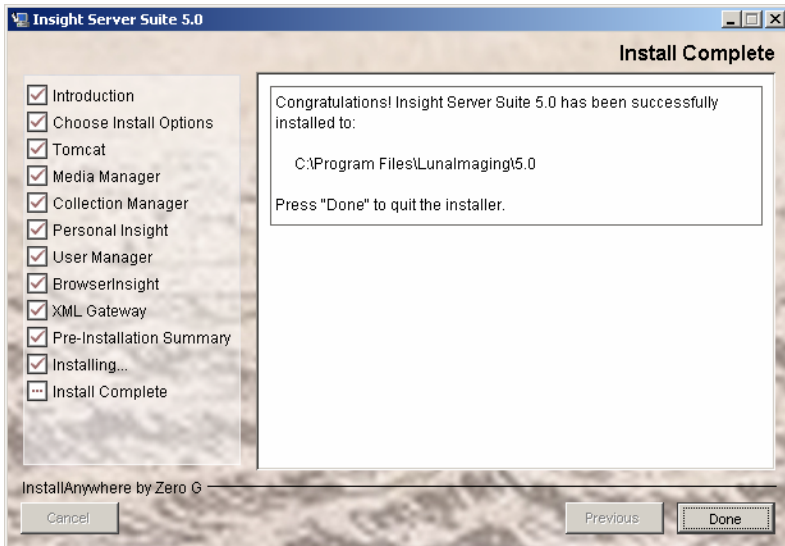 Insight Server Suite 5.0
Install Complete
Introduction
Choose Install Options
Tomcat
Media Manager
Collection Manager
Personal Insight
User Manager
BrowserInsight
XML Gateway
Pre-Installation Summary
Installing...
Install Complete
Congratulations! Insight Server Suite 5.0 has been successfully
installed to:
C:\Program Files\LunaImaging\5.0
Press "Done" to quit the installer.
InstallAnywhere by Zero G
Cancel
Previous
Done